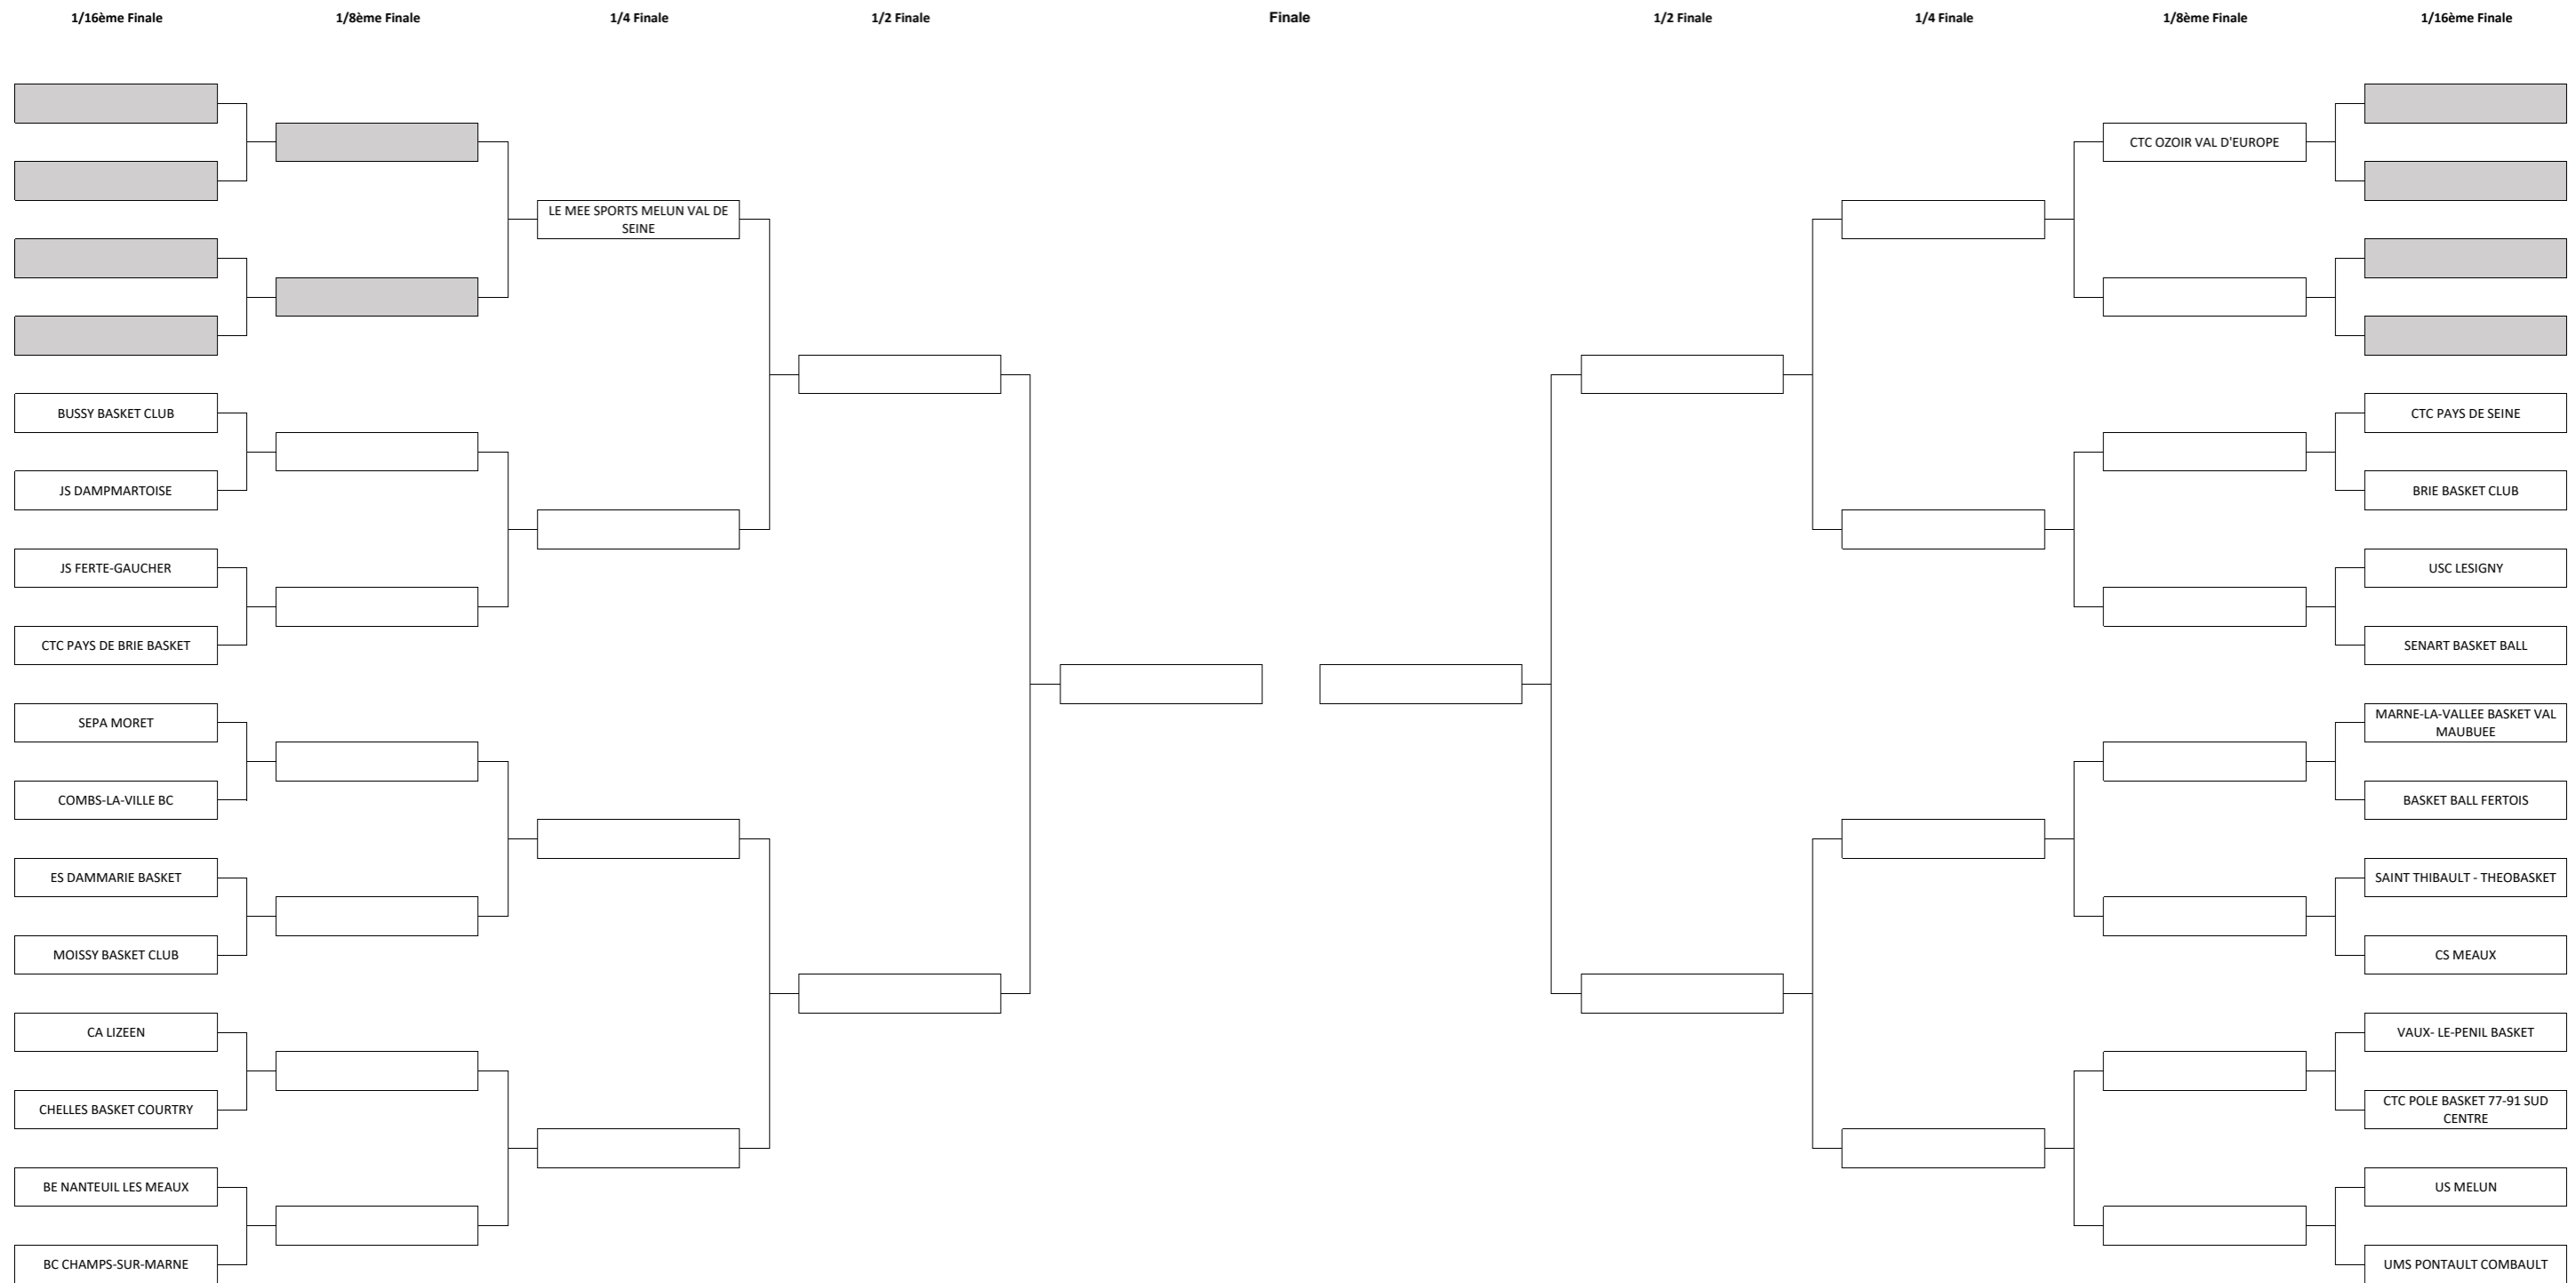 1/16ème Finale
1/8ème Finale
1/4 Finale
1/2 Finale
Finale
1/2 Finale
1/4 Finale
1/8ème Finale
1/16ème Finale
CTC OZOIR VAL D'EUROPE
LE MEE SPORTS MELUN VAL DE
SEINE
BUSSY BASKET CLUB
CTC PAYS DE SEINE
JS DAMPMARTOISE
BRIE BASKET CLUB
JS FERTE-GAUCHER
USC LESIGNY
CTC PAYS DE BRIE BASKET
SENART BASKET BALL
SEPA MORET
MARNE-LA-VALLEE BASKET VAL
MAUBUEE
COMBS-LA-VILLE BC
BASKET BALL FERTOIS
ES DAMMARIE BASKET
SAINT THIBAULT - THEOBASKET
MOISSY BASKET CLUB
CS MEAUX
CA LIZEEN
VAUX- LE-PENIL BASKET
CHELLES BASKET COURTRY
CTC POLE BASKET 77-91 SUD
CENTRE
BE NANTEUIL LES MEAUX
US MELUN
BC CHAMPS-SUR-MARNE
UMS PONTAULT COMBAULT